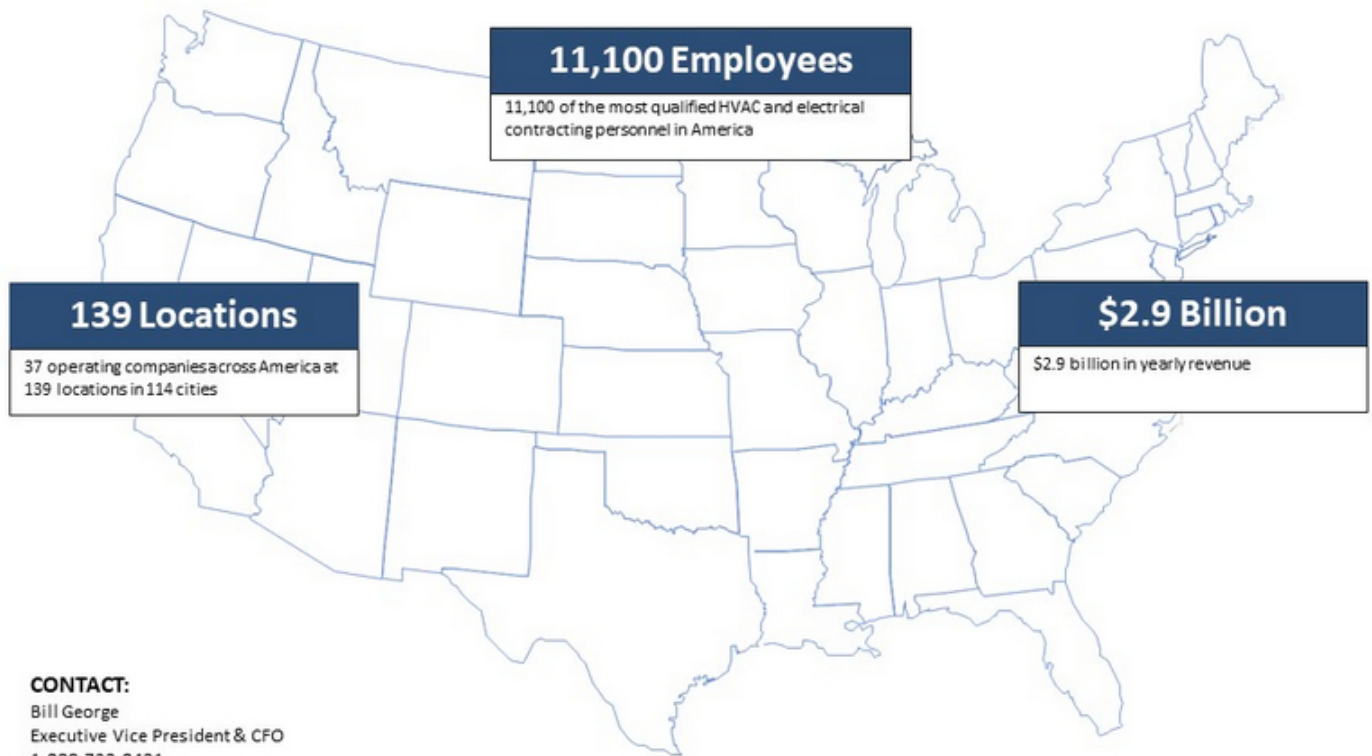 11,100 Employees
11,100 of the most qualified HVAC and electrical
contracting personnel in America
139 Locations
37 operating companies across America at
139 locations in 114 cities
$2.9 Billion
$2.9 billion in yearly revenue
CONTACT:
Bill George
Executive Vice President & CFO